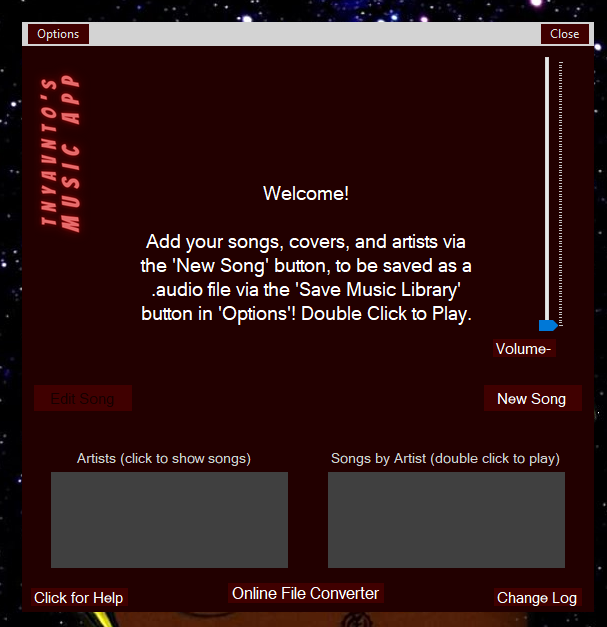 Options
Close
TNYAVNTO'S
MUSIC APP
Welcome!
Add your songs, covers, and artists via
the 'New Song' button, to be saved as a
.audio file via the 'Save Music Library'
button in 'Options'! Double Click to Play.
Volume-
Edit Song
New Song
Artists (click to show songs)
Songs by Artist (double click to play)
Click for Help
Online File Converter
Change Log